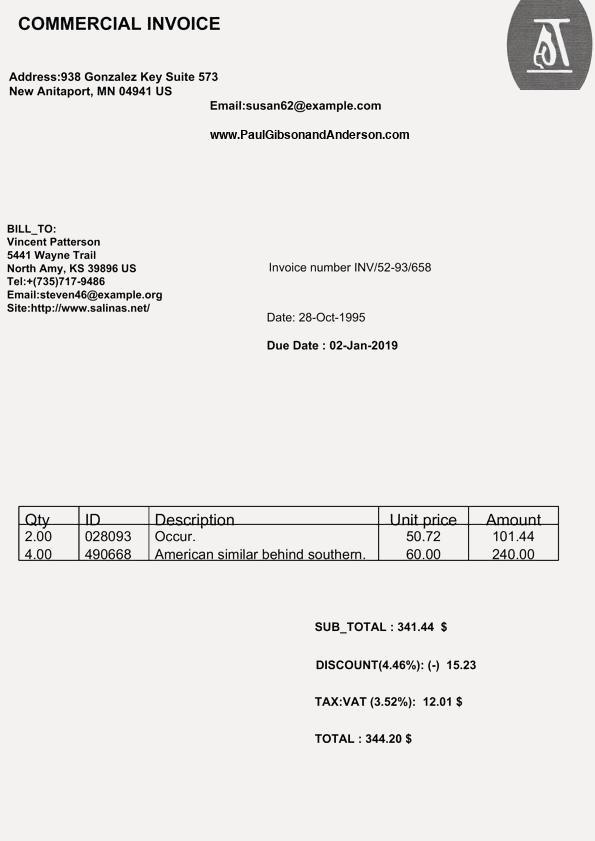 COMMERCIAL INVOICE
Address:938 Gonzalez Key Suite 573
New Anitaport, MN 04941 US
Email:susan62@example.com
www.PaulGibsonandAnderson.com
BILL_TO:
Vincent Patterson
5441 Wayne Trail
North Amy, KS 39896 US
Tel:+(735)717-9486
Email:steven46@example.org
Site:http://www.salinas.net/
Invoice number INV/52-93/658
Date: 28-Oct-1995
Due Date : 02-Jan-2019
Qty ID Description Unit price Amount
2.00 028093 Occur. 50.72 101.44
4.00 490668 American similar behind southern. 60.00 240.00
SUB_TOTAL : 341.44 $
DISCOUNT(4.46%): (-) 15.23
TAX:VAT (3.52%): 12.01 $
TOTAL : 344.20 $